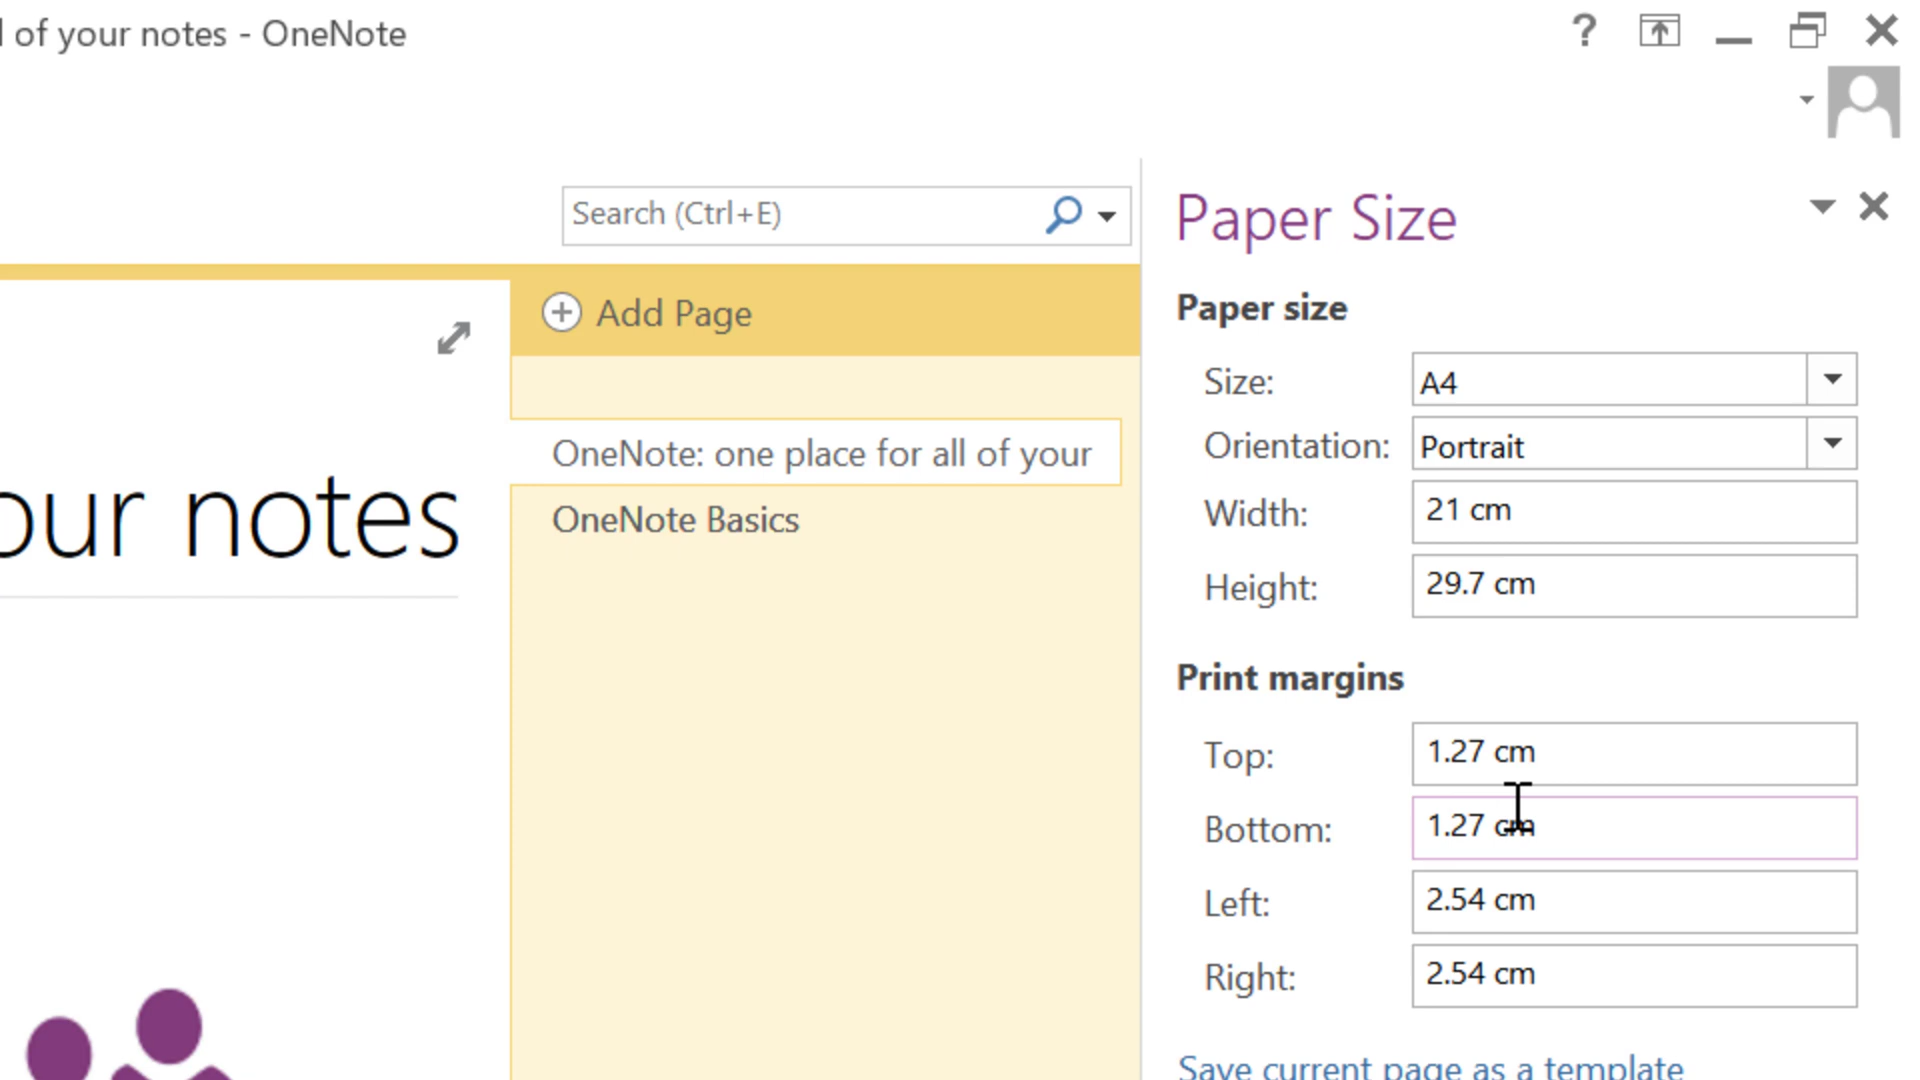 l of your notes - OneNote
?
Search (Ctrl+E)
Add Page
our notes
OneNote: one place for all of your
OneNote Basics
Paper Size
Paper size
Size: A4
Orientation: Portrait
Width: 21 cm
Height: 29.7 cm
Print margins
Top: 1.27 cm
Bottom: 1.27 cm
Left: 2.54 cm
Right: 2.54 cm
Save current page as a template